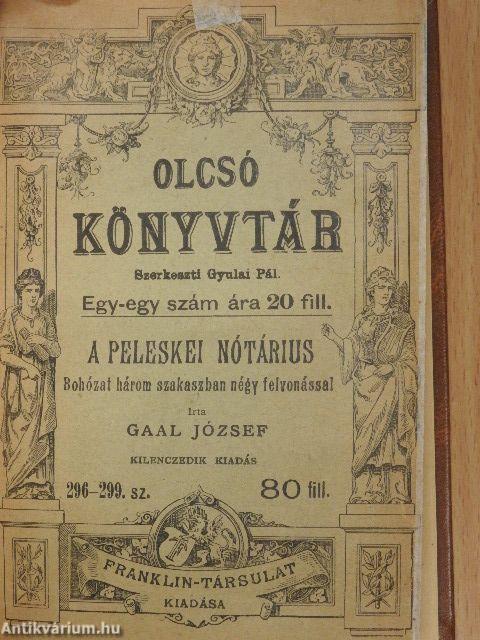 OLCSÓ
KÖNYVTÁR
Szerkeszti Gyulai Pál.
Egy-egy szám ára 20 fill.
A PELESKEI NÓTÁRIUS
Bohózat három szakaszban négy felvonással
Irta
GAAL JÓZSEF
KILENCZEDIK KIADÁS
296–299. sz. 80 fill.
FRANKLIN-TÁRSULAT
KIADÁSA
Antikvárium.hu